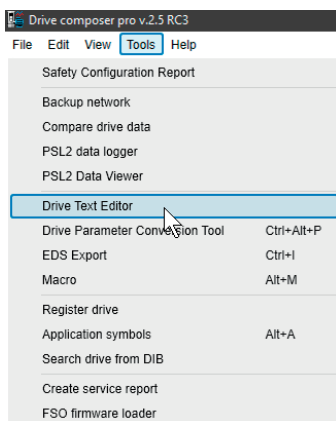 Drive composer pro v.2.5 RC3
File Edit View Tools Help
Safety Configuration Report
Backup network
Compare drive data
PSL2 data logger
PSL2 Data Viewer
Drive Text Editor
Drive Parameter Conversion Tool Ctrl+Alt+P
EDS Export Ctrl+I
Macro Alt+M
Register drive
Application symbols Alt+A
Search drive from DIB
Create service report
FSO firmware loader